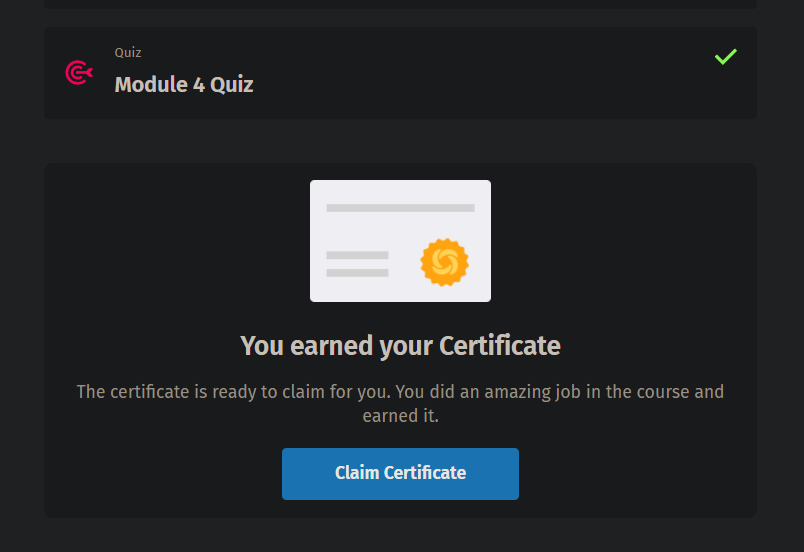 Quiz
Module 4 Quiz
You earned your Certificate
The certificate is ready to claim for you. You did an amazing job in the course and
earned it.
Claim Certificate